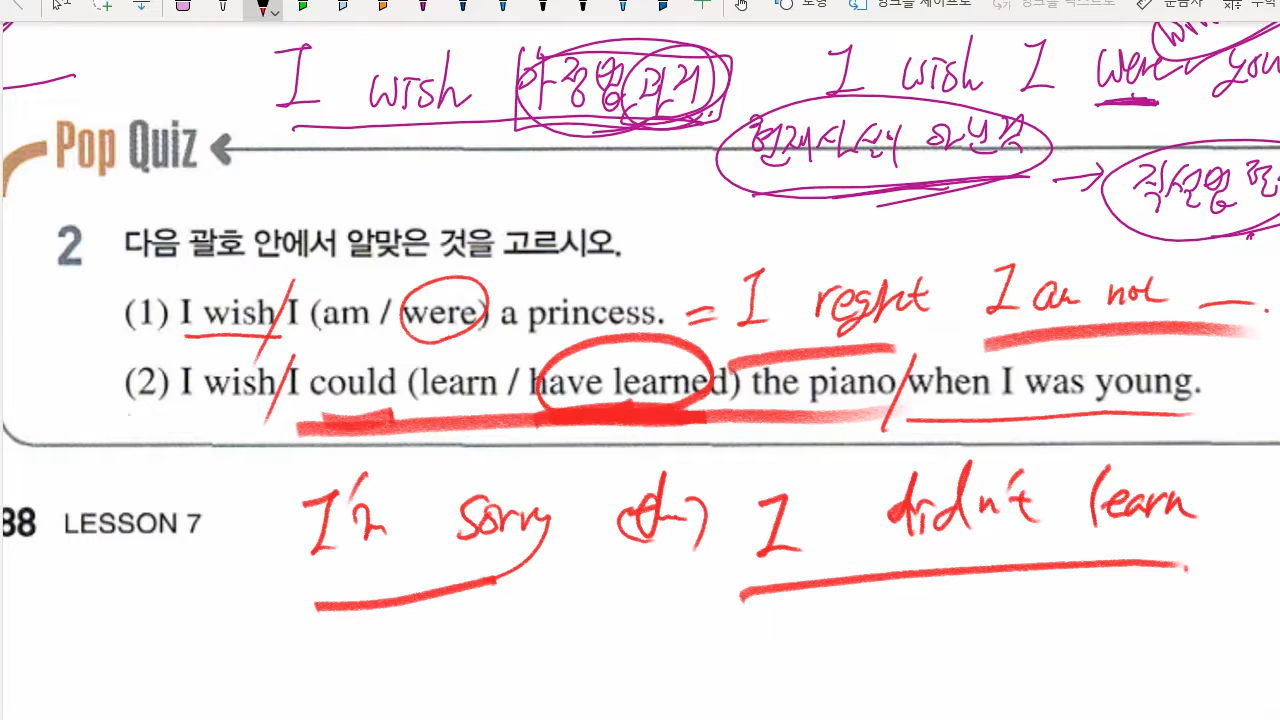 I wish 가정법 과거 I wish I were you
현재사실의 반대
→ 직설법 현
Pop Quiz
2 다음 괄호 안에서 알맞은 것을 고르시오.
(1) I wish I (am / were) a princess. = I regret I am not
(2) I wish I could (learn / have learned) the piano when I was young.
88 LESSON 7
I'm sorry (that) I didn't learn